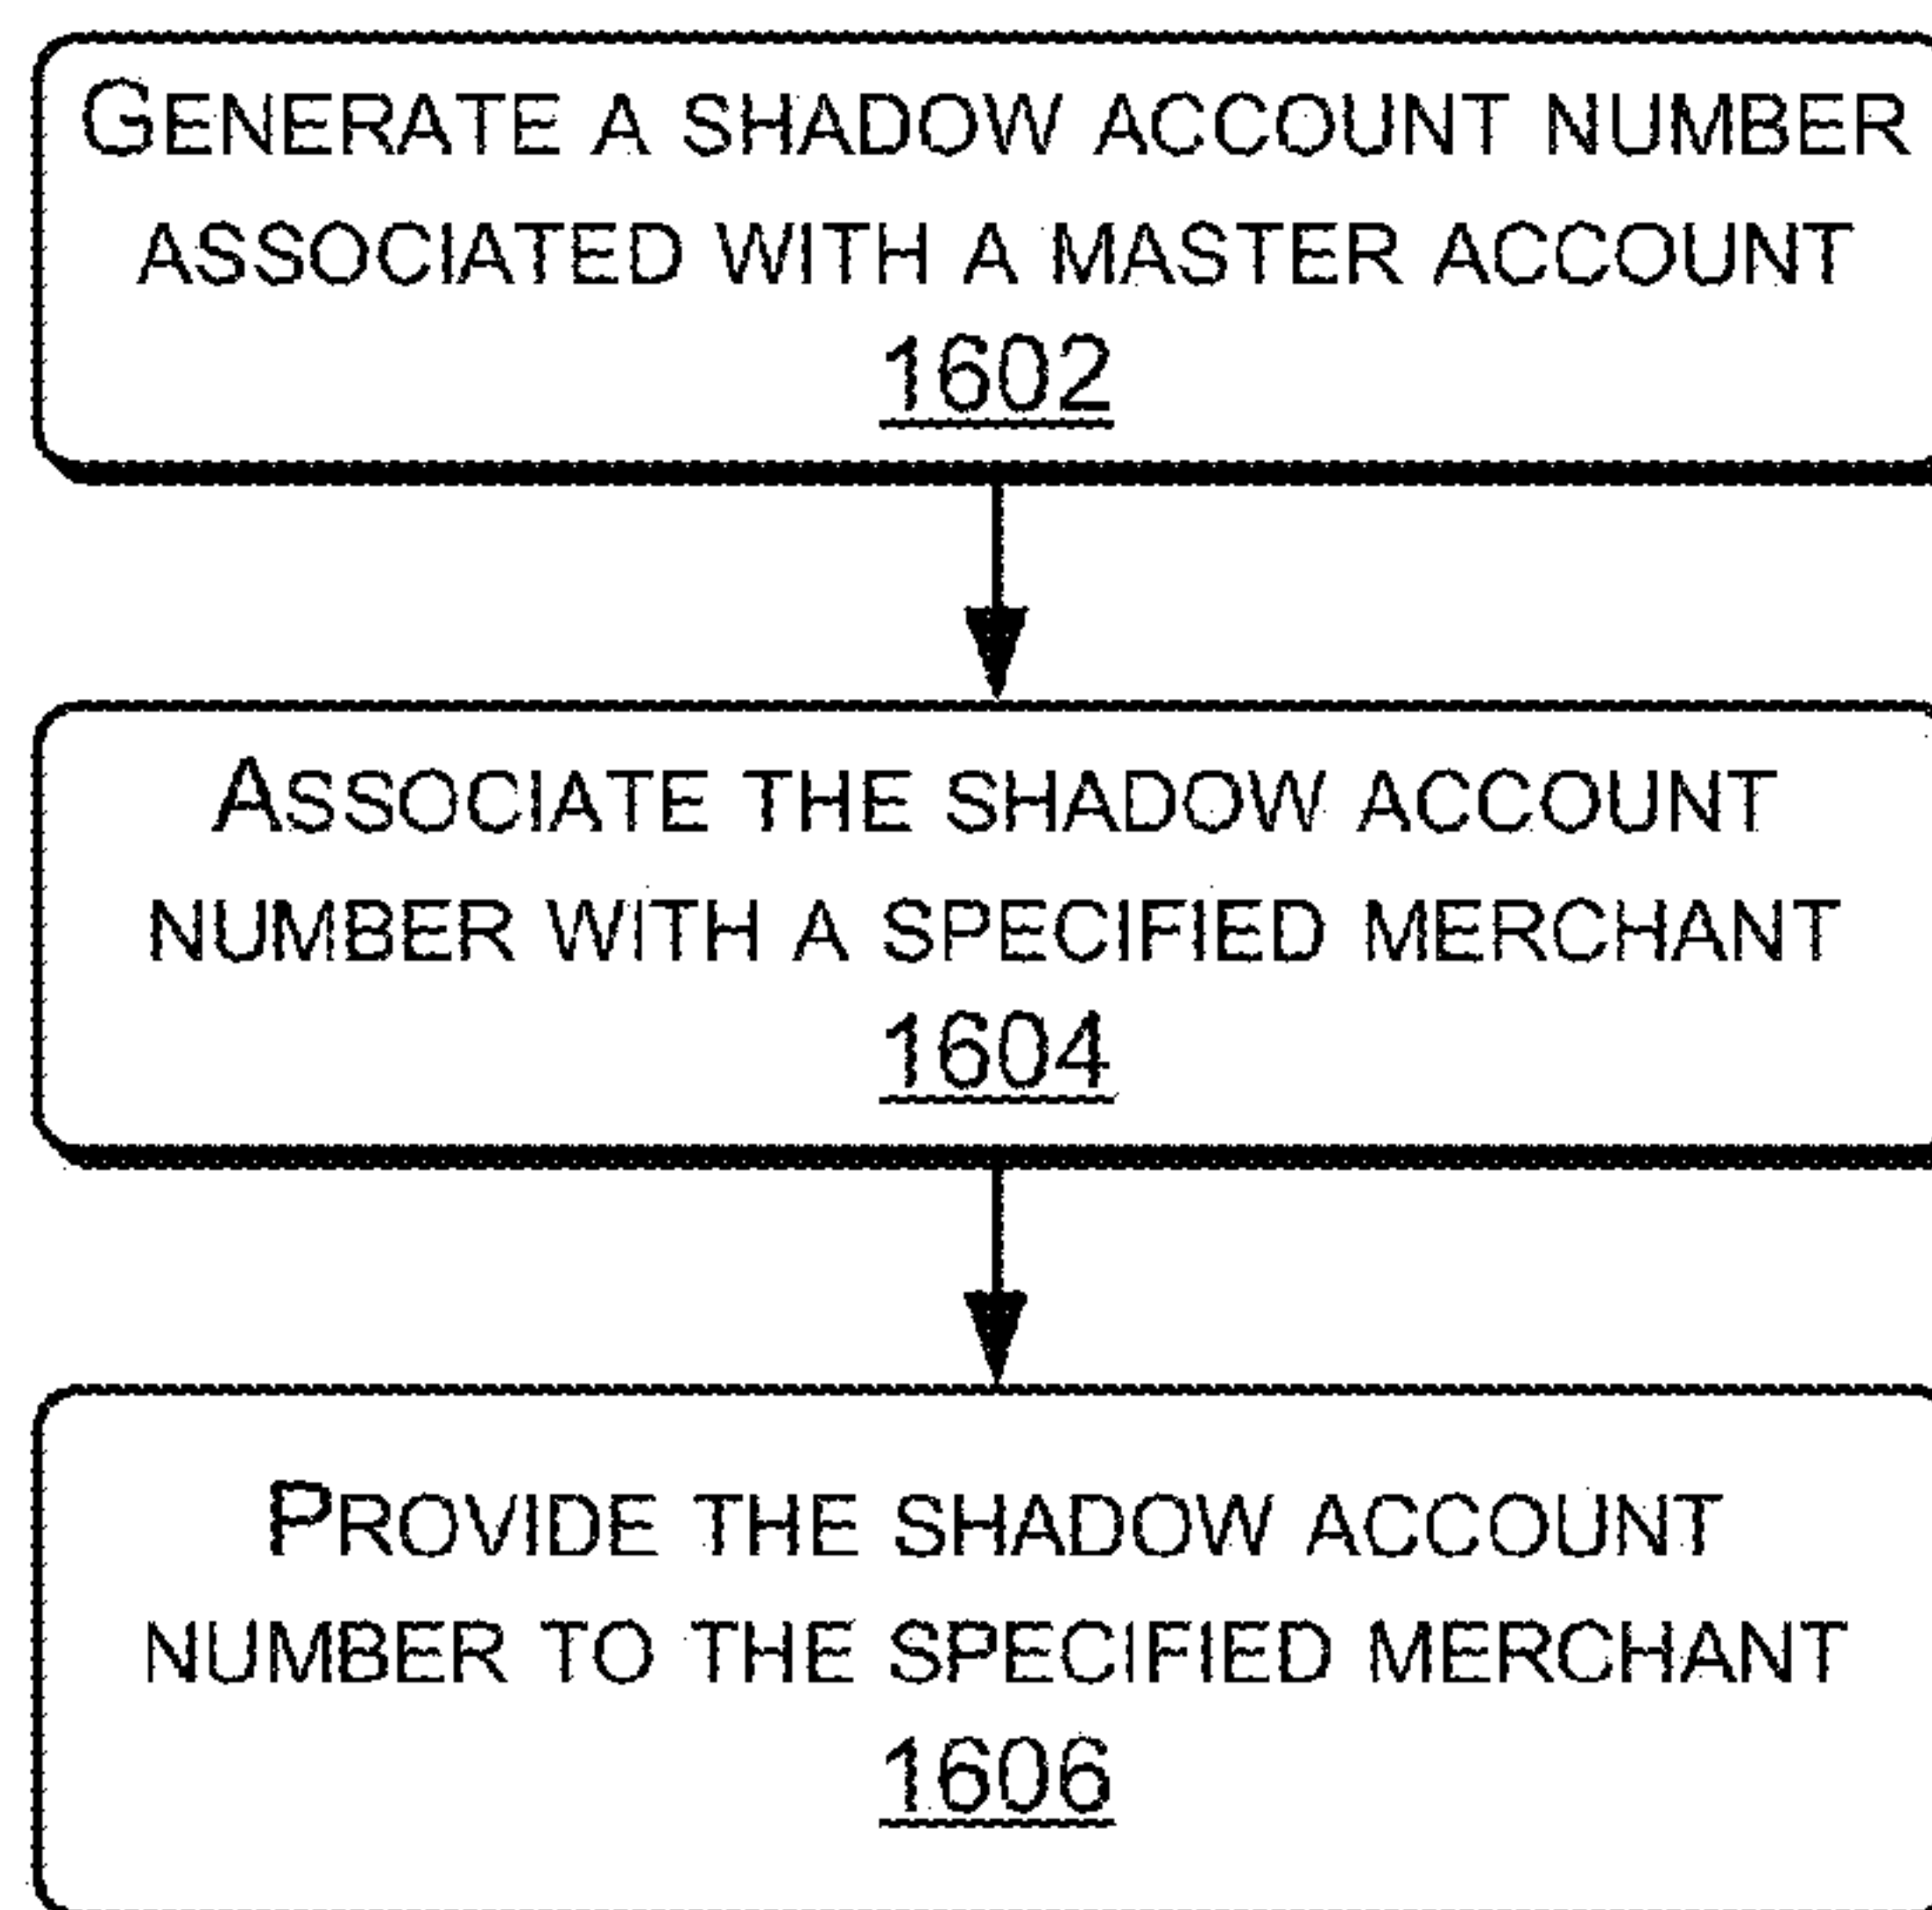 GENERATE A SHADOW ACCOUNT NUMBER
ASSOCIATED WITH A MASTER ACCOUNT
1602
ASSOCIATE THE SHADOW ACCOUNT
NUMBER WITH A SPECIFIED MERCHANT
1604
PROVIDE THE SHADOW ACCOUNT
NUMBER TO THE SPECIFIED MERCHANT
1606